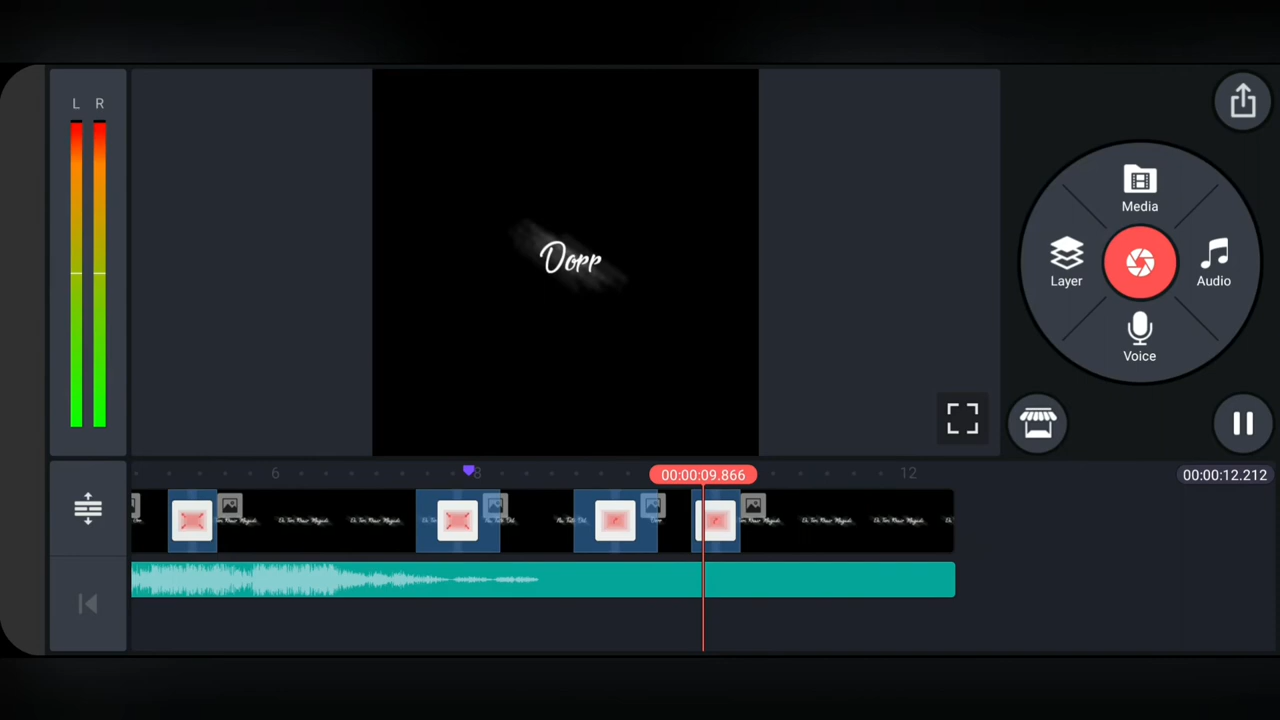 L R
Media
Layer
Audio
Voice
Dopp
6
8
00:00:09.866
12
00:00:12.212